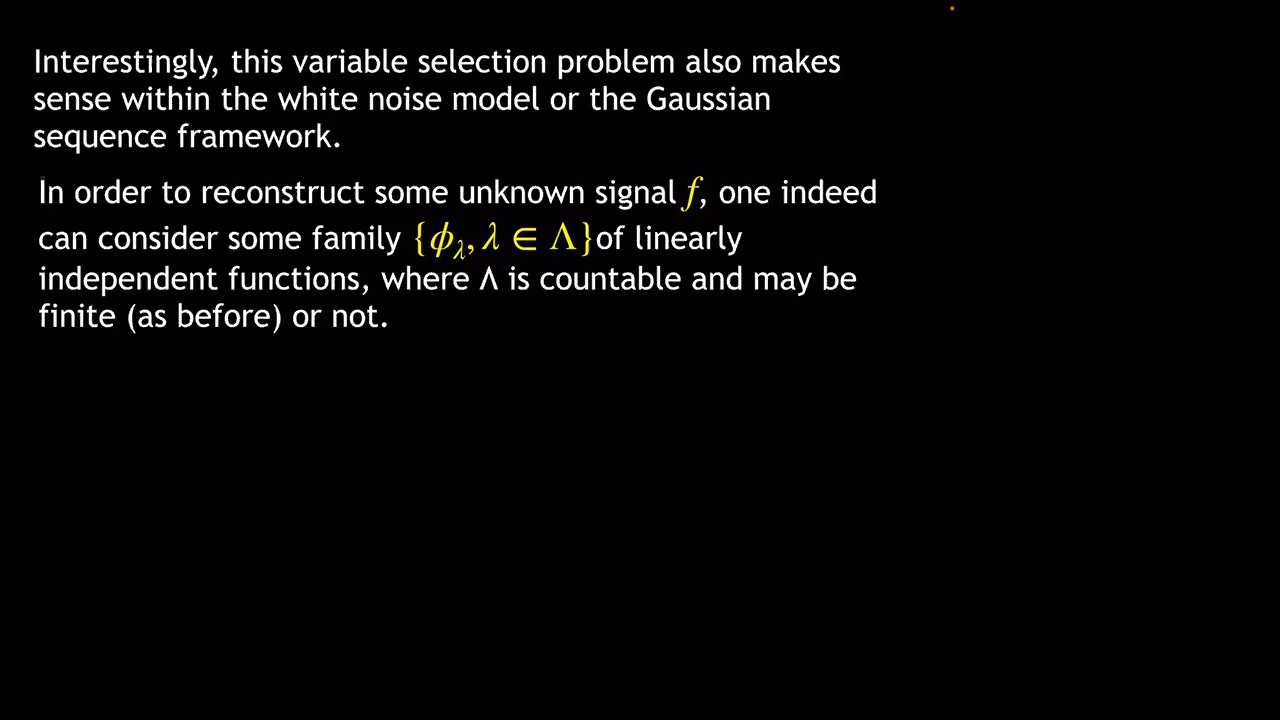 Interestingly, this variable selection problem also makes
sense within the white noise model or the Gaussian
sequence framework.
In order to reconstruct some unknown signal f, one indeed
can consider some family {ϕ_λ, λ ∈ Λ}of linearly
independent functions, where Λ is countable and may be
finite (as before) or not.